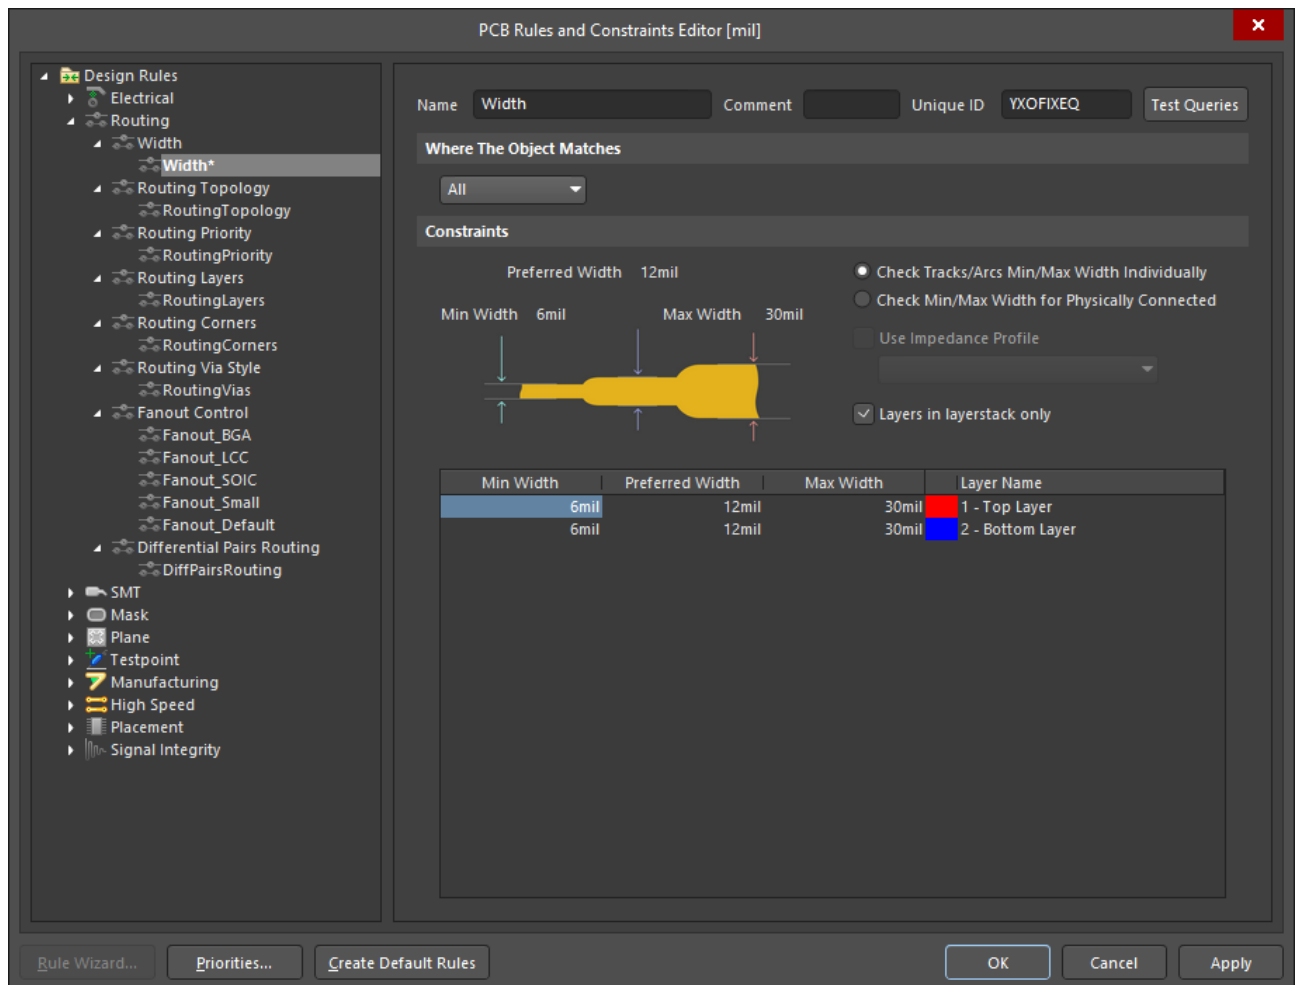 PCB Rules and Constraints Editor [mil]
Design Rules
Electrical
Routing
Width
Width*
Routing Topology
RoutingTopology
Routing Priority
RoutingPriority
Routing Layers
RoutingLayers
Routing Corners
RoutingCorners
Routing Via Style
RoutingVias
Fanout Control
Fanout_BGA
Fanout_LCC
Fanout_SOIC
Fanout_Small
Fanout_Default
Differential Pairs Routing
DiffPairsRouting
SMT
Mask
Plane
Testpoint
Manufacturing
High Speed
Placement
Signal Integrity
Name Width Comment Unique ID YXOFIXEQ Test Queries
Where The Object Matches
All
Constraints
Preferred Width 12mil
Min Width 6mil Max Width 30mil
Check Tracks/Arcs Min/Max Width Individually
Check Min/Max Width for Physically Connected
Use Impedance Profile
Layers in layerstack only
Min Width Preferred Width Max Width Layer Name
6mil 12mil 30mil 1 - Top Layer
6mil 12mil 30mil 2 - Bottom Layer
Rule Wizard... Priorities... Create Default Rules OK Cancel Apply